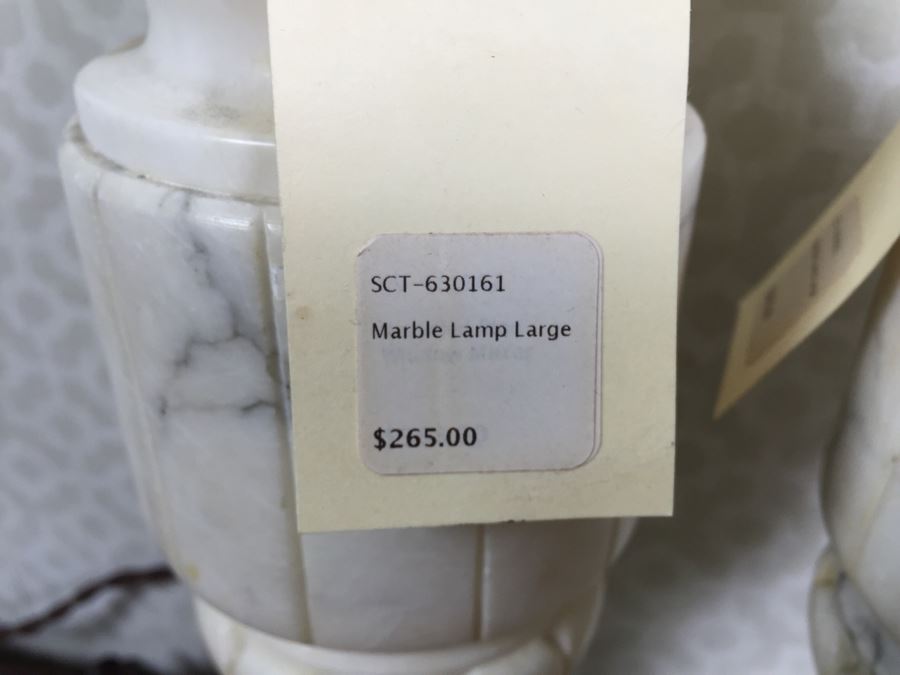 SCT-630161
Marble Lamp Large
$265.00